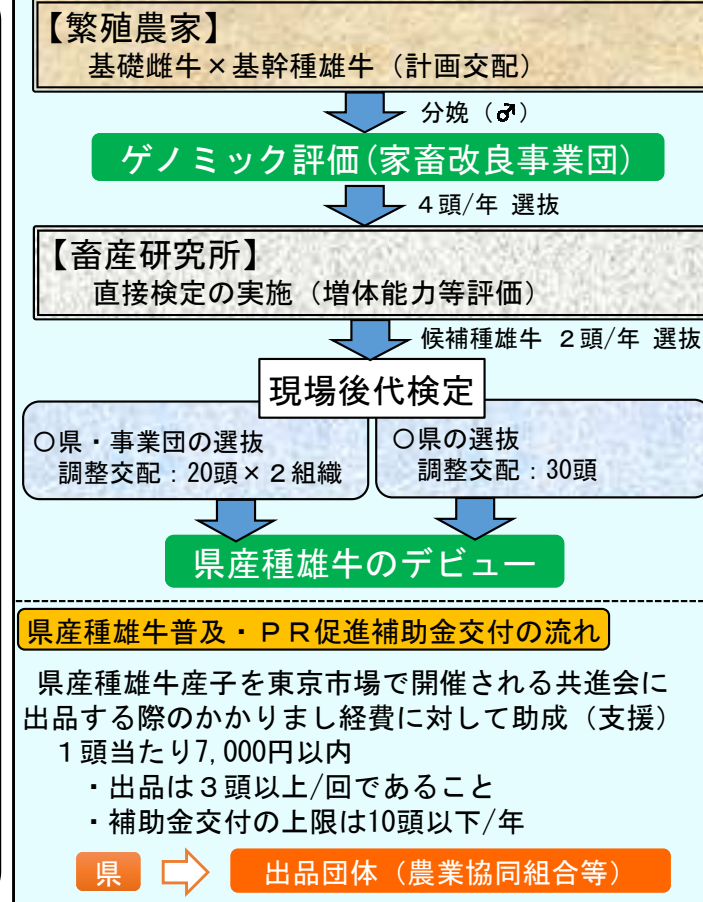 【繁殖農家】
基礎雌牛×基幹種雄牛（計画交配）
分娩（♂）
ゲノミック評価(家畜改良事業団)
４頭/年 選抜
【畜産研究所】
直接検定の実施（増体能力等評価）
候補種雄牛 ２頭/年 選抜
現場後代検定
○県・事業団の選抜
調整交配：20頭×２組織
○県の選抜
調整交配：30頭
県産種雄牛のデビュー
県産種雄牛普及・ＰＲ促進補助金交付の流れ
県産種雄牛産子を東京市場で開催される共進会に
出品する際のかかりまし経費に対して助成（支援）
１頭当たり7,000円以内
・出品は３頭以上/回であること
・補助金交付の上限は10頭以下/年
県
出品団体（農業協同組合等）